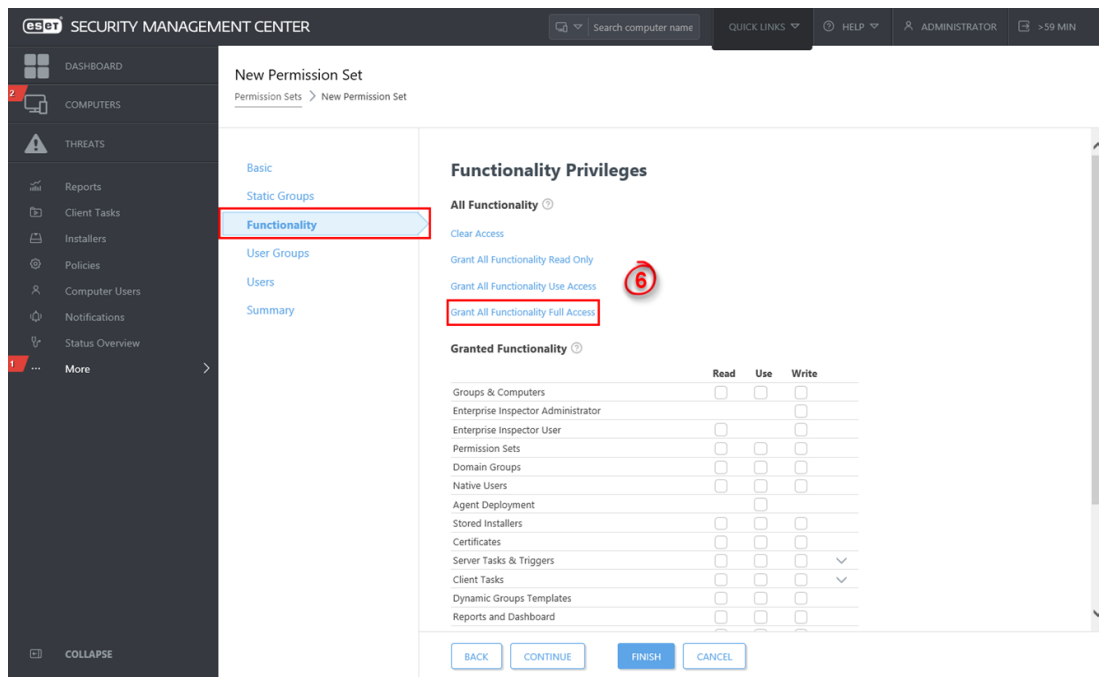 eset SECURITY MANAGEMENT CENTER
Search computer name
QUICK LINKS
HELP
ADMINISTRATOR
>59 MIN
DASHBOARD
2
COMPUTERS
THREATS
Reports
Client Tasks
Installers
Policies
Computer Users
Notifications
Status Overview
1
More
COLLAPSE
New Permission Set
Permission Sets > New Permission Set
Basic
Static Groups
Functionality
User Groups
Users
Summary
Functionality Privileges
All Functionality ?
Clear Access
Grant All Functionality Read Only
Grant All Functionality Use Access
6
Grant All Functionality Full Access
Granted Functionality ?
Read Use Write
Groups & Computers
Enterprise Inspector Administrator
Enterprise Inspector User
Permission Sets
Domain Groups
Native Users
Agent Deployment
Stored Installers
Certificates
Server Tasks & Triggers
Client Tasks
Dynamic Groups Templates
Reports and Dashboard
BACK
CONTINUE
FINISH
CANCEL